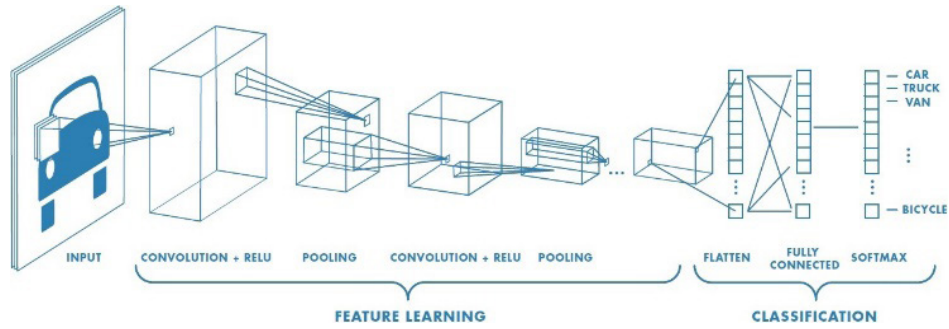 CAR
TRUCK
VAN
...
⋮
⋮
⋮
⋮
BICYCLE
INPUT
CONVOLUTION + RELU
POOLING
CONVOLUTION + RELU
POOLING
FLATTEN
FULLY
CONNECTED
SOFTMAX
FEATURE LEARNING
CLASSIFICATION